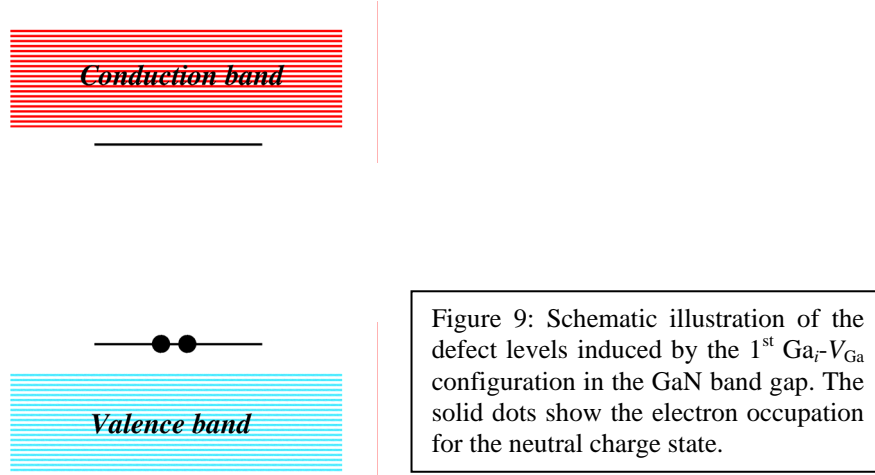 Conduction band
Valence band
Figure 9: Schematic illustration of the
defect levels induced by the 1st Gai-VGa
configuration in the GaN band gap. The
solid dots show the electron occupation
for the neutral charge state.